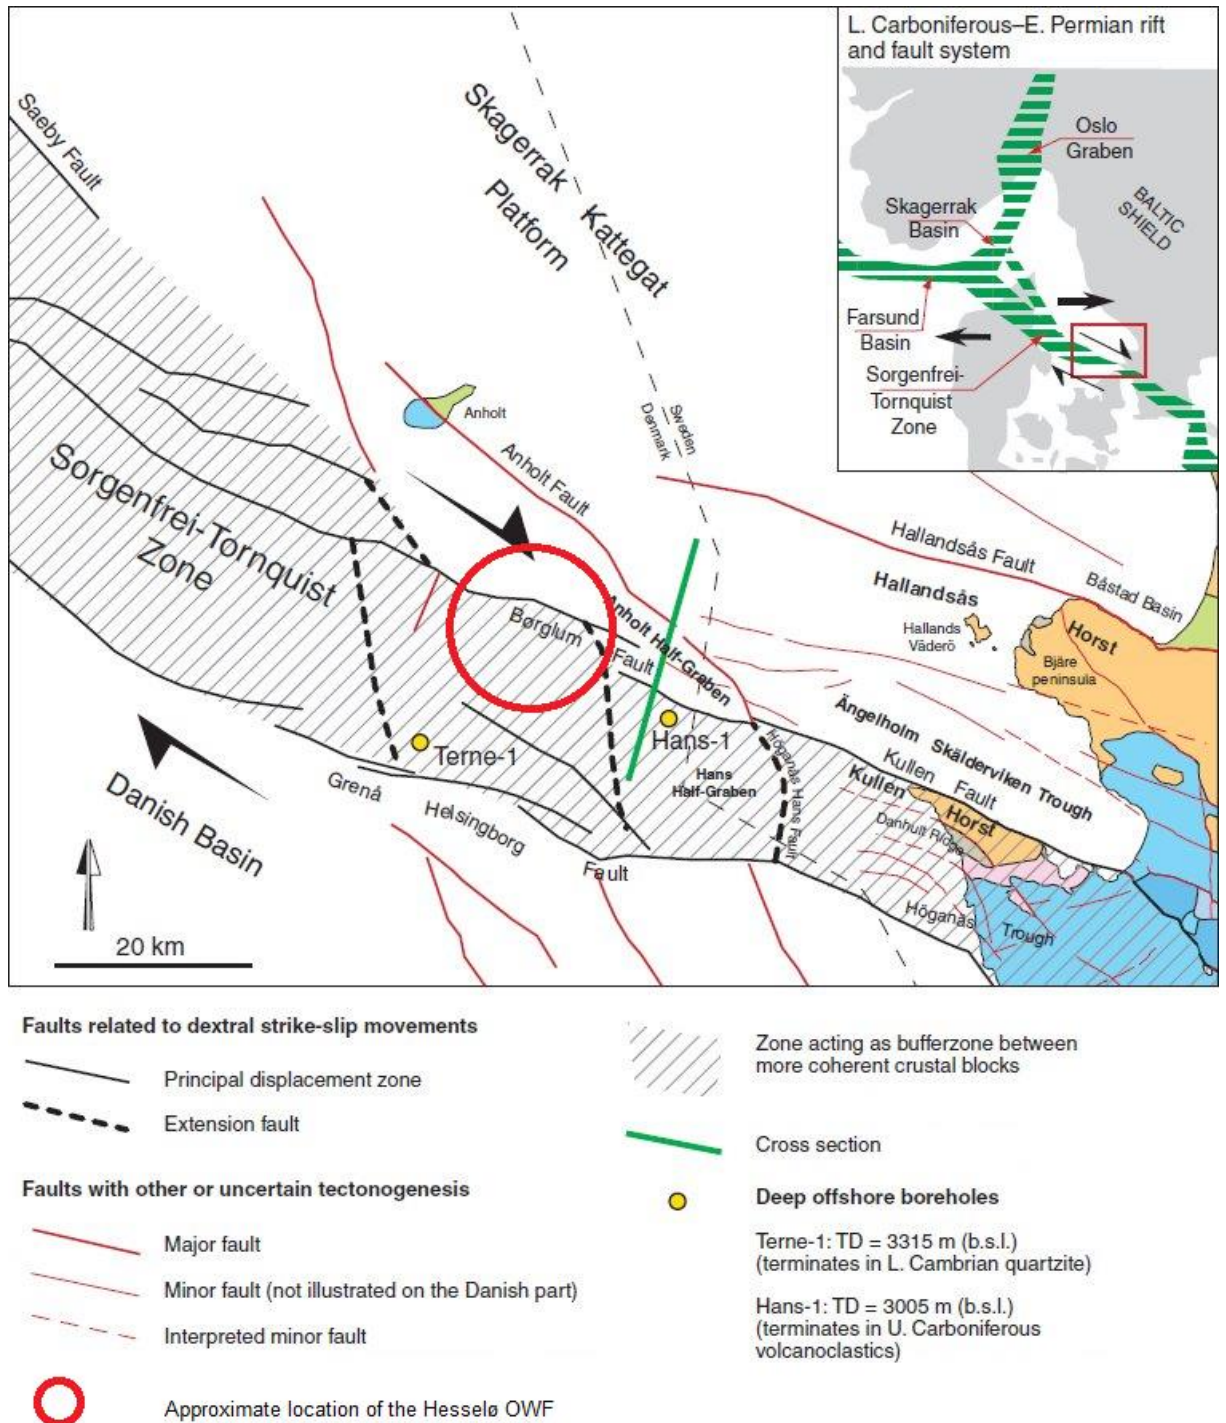 L. Carboniferous–E. Permian rift
and fault system
Oslo
Graben
BALTIC
SHIELD
Skagerrak
Basin
Farsund
Basin
Sorgenfrei-
Tornquist
Zone
Saeby Fault
Skagerrak
Platform
Kattegat
Sweden
Denmark
Anholt
Anholt Fault
Sorgenfrei-Tornquist
Zone
Hallandsås Fault
Båstad Basin
Hallandsås
Horst
Hallands
Väderö
Bjäre
peninsula
Børglum
Fault
Anholt Half-Graben
Ängelholm Skälderviken Trough
Kullen
Fault
Kullen
Horst
Terne-1
Hans-1
Hans
Half-Graben
Höganäs Hans Fault
Danhult Ridge
Grenå
Helsingborg
Fault
Höganäs
Trough
Danish Basin
20 km
Faults related to dextral strike-slip movements
Principal displacement zone
Extension fault
Faults with other or uncertain tectonogenesis
Major fault
Minor fault (not illustrated on the Danish part)
Interpreted minor fault
Approximate location of the Hesselø OWF
Zone acting as bufferzone between
more coherent crustal blocks
Cross section
Deep offshore boreholes
Terne-1: TD = 3315 m (b.s.l.)
(terminates in L. Cambrian quartzite)
Hans-1: TD = 3005 m (b.s.l.)
(terminates in U. Carboniferous
volcanoclastics)